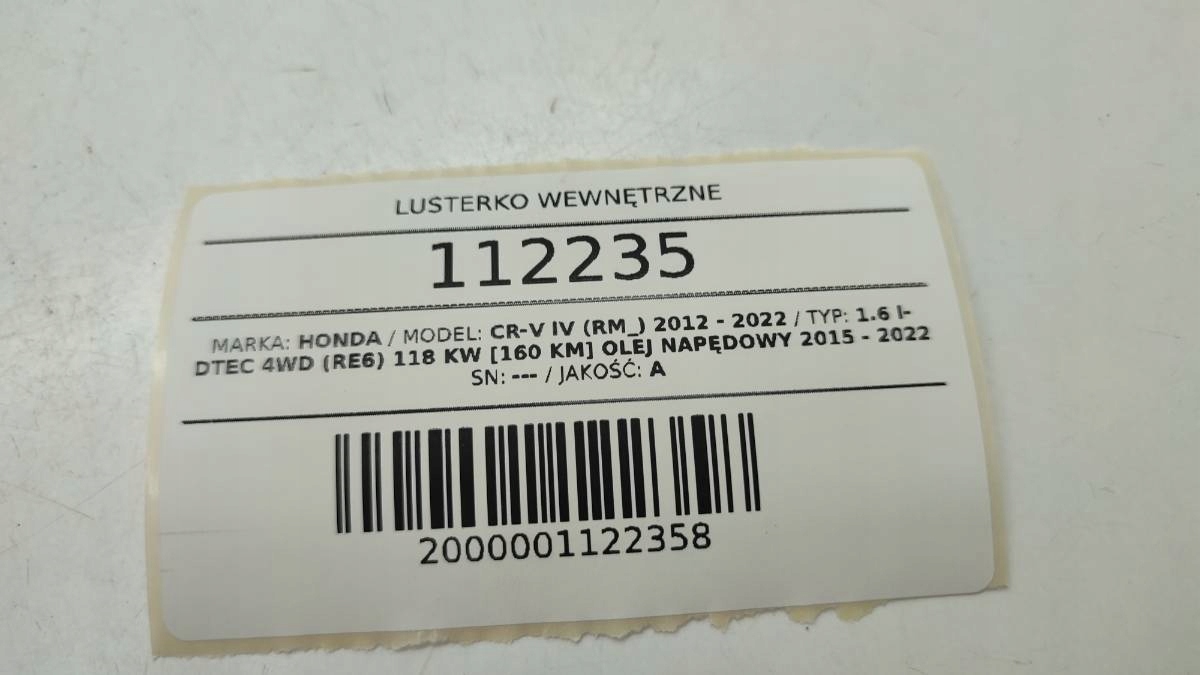 LUSTERKO WEWNĘTRZNE
112235
MARKA: HONDA / MODEL: CR-V IV (RM_) 2012 - 2022 / TYP: 1.6 I-
DTEC 4WD (RE6) 118 KW [160 KM] OLEJ NAPĘDOWY 2015 - 2022
SN: --- / JAKOŚĆ: A
2000001122358